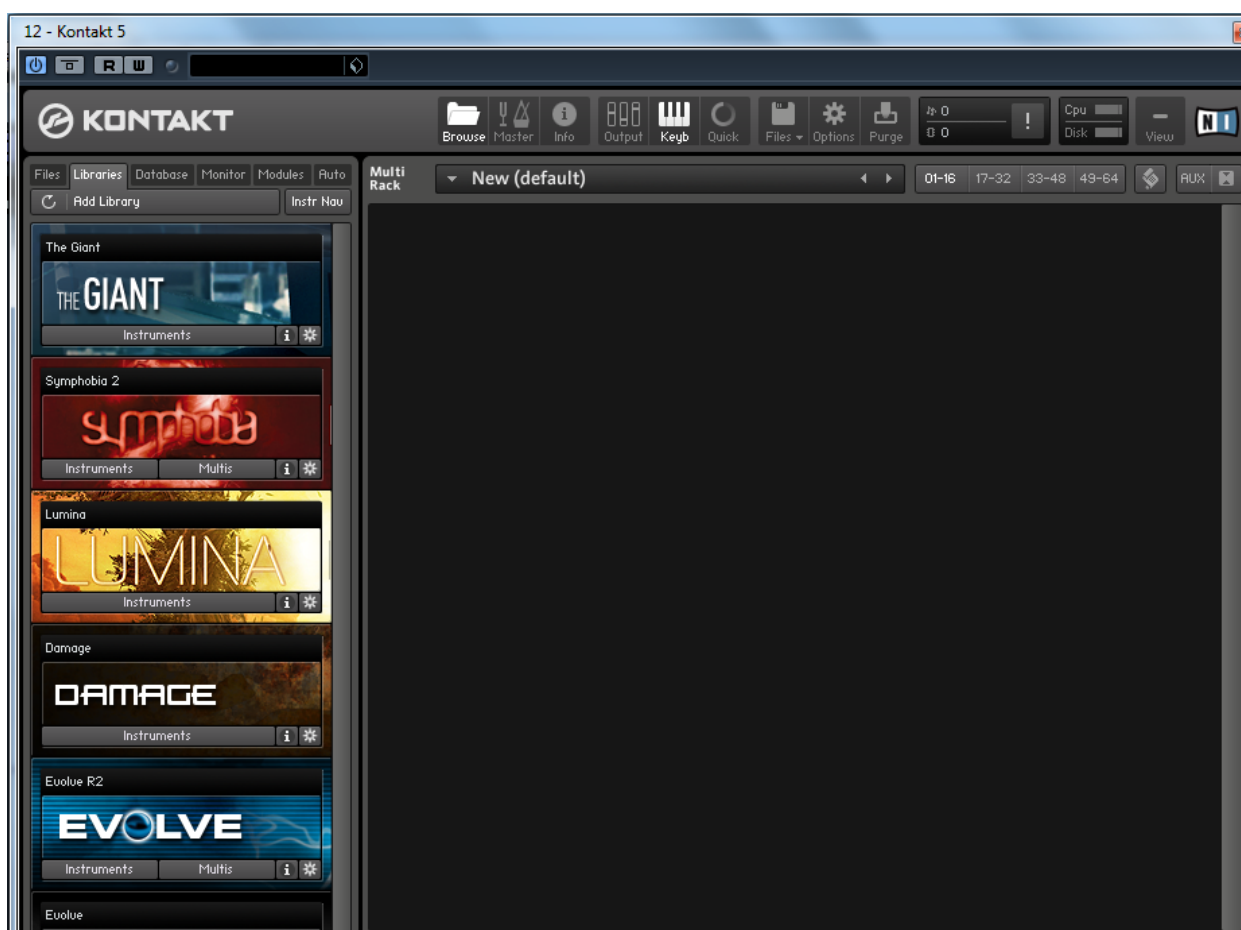 12 - Kontakt 5
R W
KONTAKT
Browse Master Info Output Keyb Quick Files Options Purge
0
0
!
Cpu
Disk
View
NI
Files Libraries Database Monitor Modules Auto
Add Library Instr Nav
Multi Rack
New (default)
01-16 17-32 33-48 49-64 AUX
The Giant
THE GIANT
Instruments i
Symphobia 2
symphobia
Instruments Multis i
Lumina
LUMINA
Instruments i
Damage
DAMAGE
Instruments i
Evolve R2
EVOLVE
Instruments Multis i
Evolve